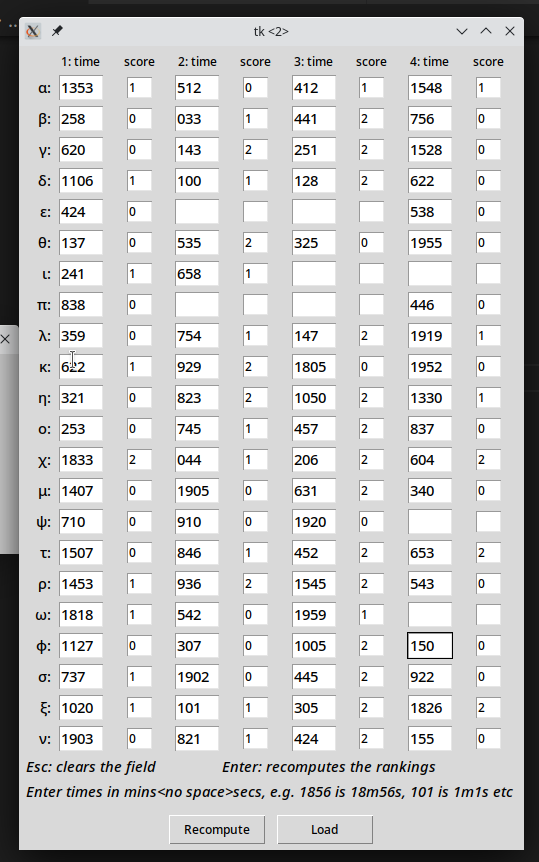 tk <2>
1: time score 2: time score 3: time score 4: time score
α: 1353 1 512 0 412 1 1548 1
β: 258 0 033 1 441 2 756 0
γ: 620 0 143 2 251 2 1528 0
δ: 1106 1 100 1 128 2 622 0
ε: 424 0 538 0
θ: 137 0 535 2 325 0 1955 0
ι: 241 1 658 1
π: 838 0 446 0
λ: 359 0 754 1 147 2 1919 1
κ: 622 1 929 2 1805 0 1952 0
η: 321 0 823 2 1050 2 1330 1
ο: 253 0 745 1 457 2 837 0
χ: 1833 2 044 1 206 2 604 2
μ: 1407 0 1905 0 631 2 340 0
ψ: 710 0 910 0 1920 0
τ: 1507 0 846 1 452 2 653 2
ρ: 1453 1 936 2 1545 2 543 0
ω: 1818 1 542 0 1959 1
φ: 1127 0 307 0 1005 2 150 0
σ: 737 1 1902 0 445 2 922 0
ξ: 1020 1 101 1 305 2 1826 2
ν: 1903 0 821 1 424 2 155 0
Esc: clears the field Enter: recomputes the rankings
Enter times in mins<no space>secs, e.g. 1856 is 18m56s, 101 is 1m1s etc
Recompute Load